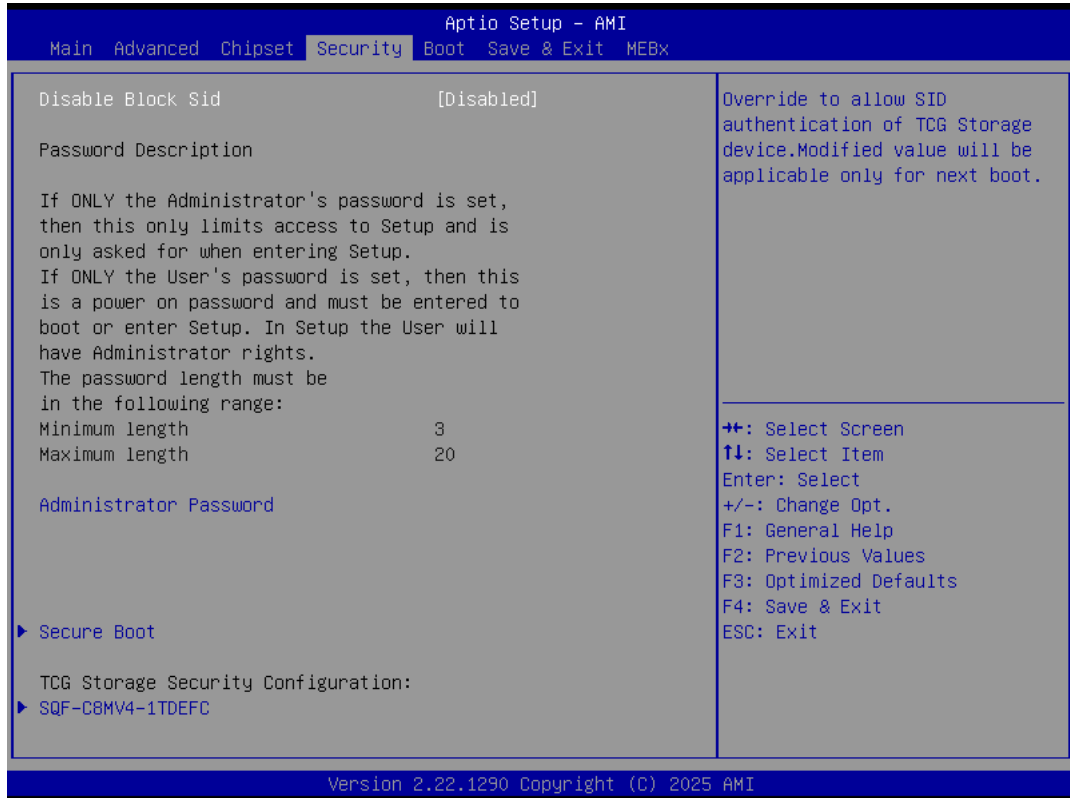 Aptio Setup – AMI
Main Advanced Chipset Security Boot Save & Exit MEBx
Disable Block Sid [Disabled]
Password Description
If ONLY the Administrator's password is set,
then this only limits access to Setup and is
only asked for when entering Setup.
If ONLY the User's password is set, then this
is a power on password and must be entered to
boot or enter Setup. In Setup the User will
have Administrator rights.
The password length must be
in the following range:
Minimum length 3
Maximum length 20
Administrator Password
▶ Secure Boot
TCG Storage Security Configuration:
▶ SQF-C8MV4-1TDEFC
Override to allow SID
authentication of TCG Storage
device.Modified value will be
applicable only for next boot.
→←: Select Screen
↑↓: Select Item
Enter: Select
+/-: Change Opt.
F1: General Help
F2: Previous Values
F3: Optimized Defaults
F4: Save & Exit
ESC: Exit
Version 2.22.1290 Copyright (C) 2025 AMI